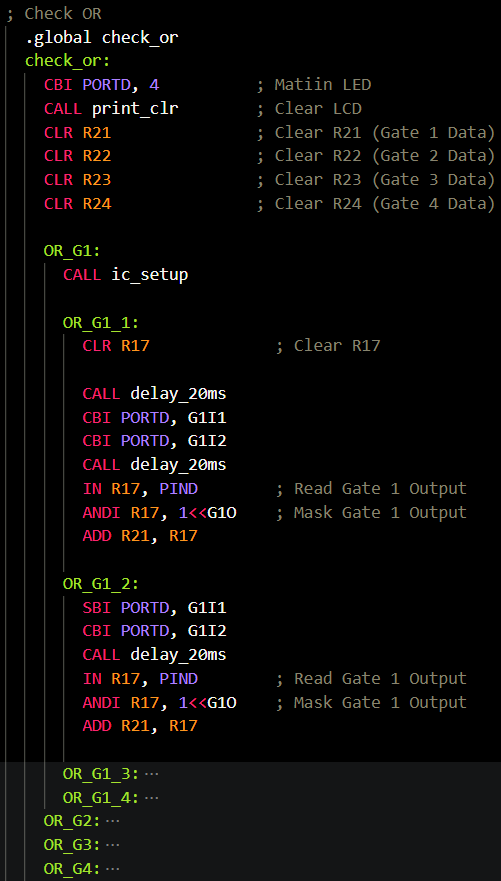 ; Check OR
.global check_or
check_or:
CBI PORTD, 4 ; Matiin LED
CALL print_clr ; Clear LCD
CLR R21 ; Clear R21 (Gate 1 Data)
CLR R22 ; Clear R22 (Gate 2 Data)
CLR R23 ; Clear R23 (Gate 3 Data)
CLR R24 ; Clear R24 (Gate 4 Data)
OR_G1:
CALL ic_setup
OR_G1_1:
CLR R17 ; Clear R17
CALL delay_20ms
CBI PORTD, G1I1
CBI PORTD, G1I2
CALL delay_20ms
IN R17, PIND ; Read Gate 1 Output
ANDI R17, 1<<G1O ; Mask Gate 1 Output
ADD R21, R17
OR_G1_2:
SBI PORTD, G1I1
CBI PORTD, G1I2
CALL delay_20ms
IN R17, PIND ; Read Gate 1 Output
ANDI R17, 1<<G1O ; Mask Gate 1 Output
ADD R21, R17
OR_G1_3: ⋯
OR_G1_4: ⋯
OR_G2: ⋯
OR_G3: ⋯
OR_G4: ⋯